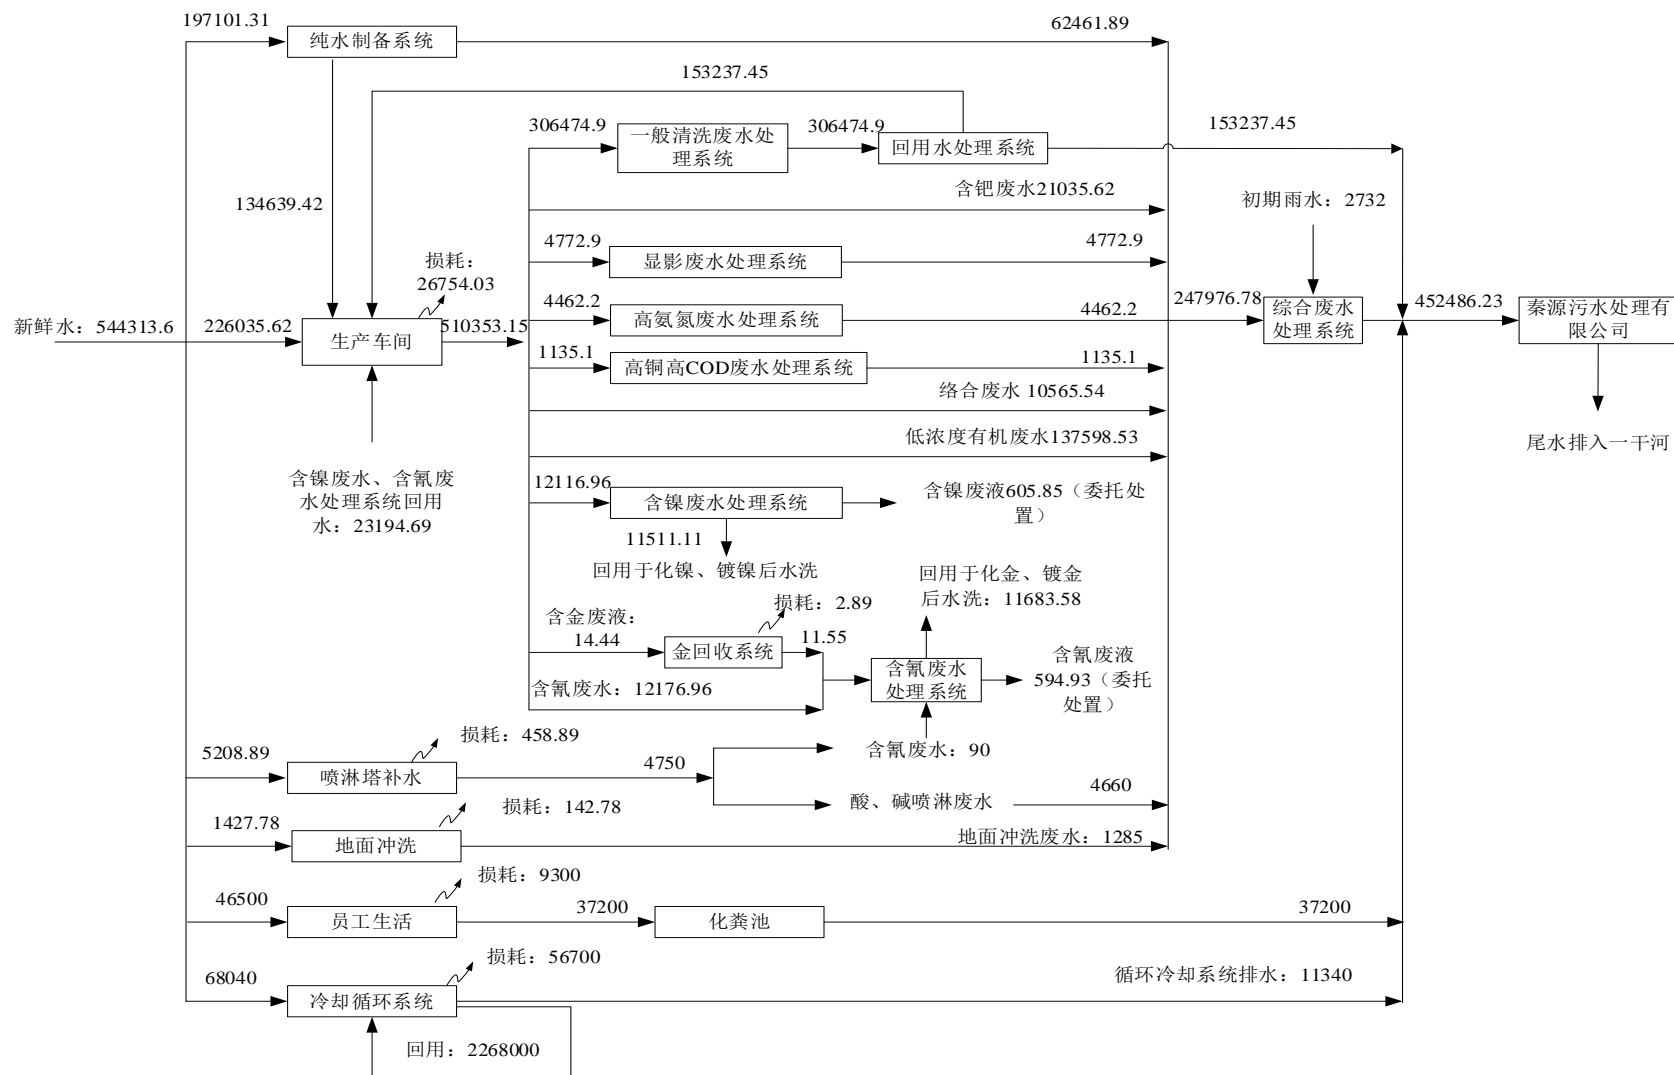 197101.31
纯水制备系统
62461.89
153237.45
306474.9
一般清洗废水处
理系统
306474.9
回用水处理系统
153237.45
134639.42
含钯废水21035.62
初期雨水：2732
4772.9
显影废水处理系统
4772.9
损耗：
26754.03
新鲜水：544313.6
226035.62
生产车间
510353.15
4462.2
高氨氮废水处理系统
4462.2
247976.78
综合废水
处理系统
452486.23
秦源污水处理有
限公司
1135.1
高铜高COD废水处理系统
1135.1
络合废水 10565.54
低浓度有机废水137598.53
尾水排入一干河
含镍废水、含氰废
水处理系统回用
水：23194.69
12116.96
含镍废水处理系统
含镍废液605.85（委托处
置）
11511.11
回用于化镍、镀镍后水洗
回用于化金、镀金
后水洗：11683.58
含金废液：
14.44
损耗：2.89
金回收系统
11.55
含氰废水
处理系统
含氰废液
594.93（委托
处置）
含氰废水：12176.96
含氰废水：90
5208.89
喷淋塔补水
损耗：458.89
4750
酸、碱喷淋废水
4660
1427.78
地面冲洗
损耗：142.78
地面冲洗废水：1285
46500
员工生活
损耗：9300
37200
化粪池
37200
68040
冷却循环系统
损耗：56700
循环冷却系统排水：11340
回用：2268000